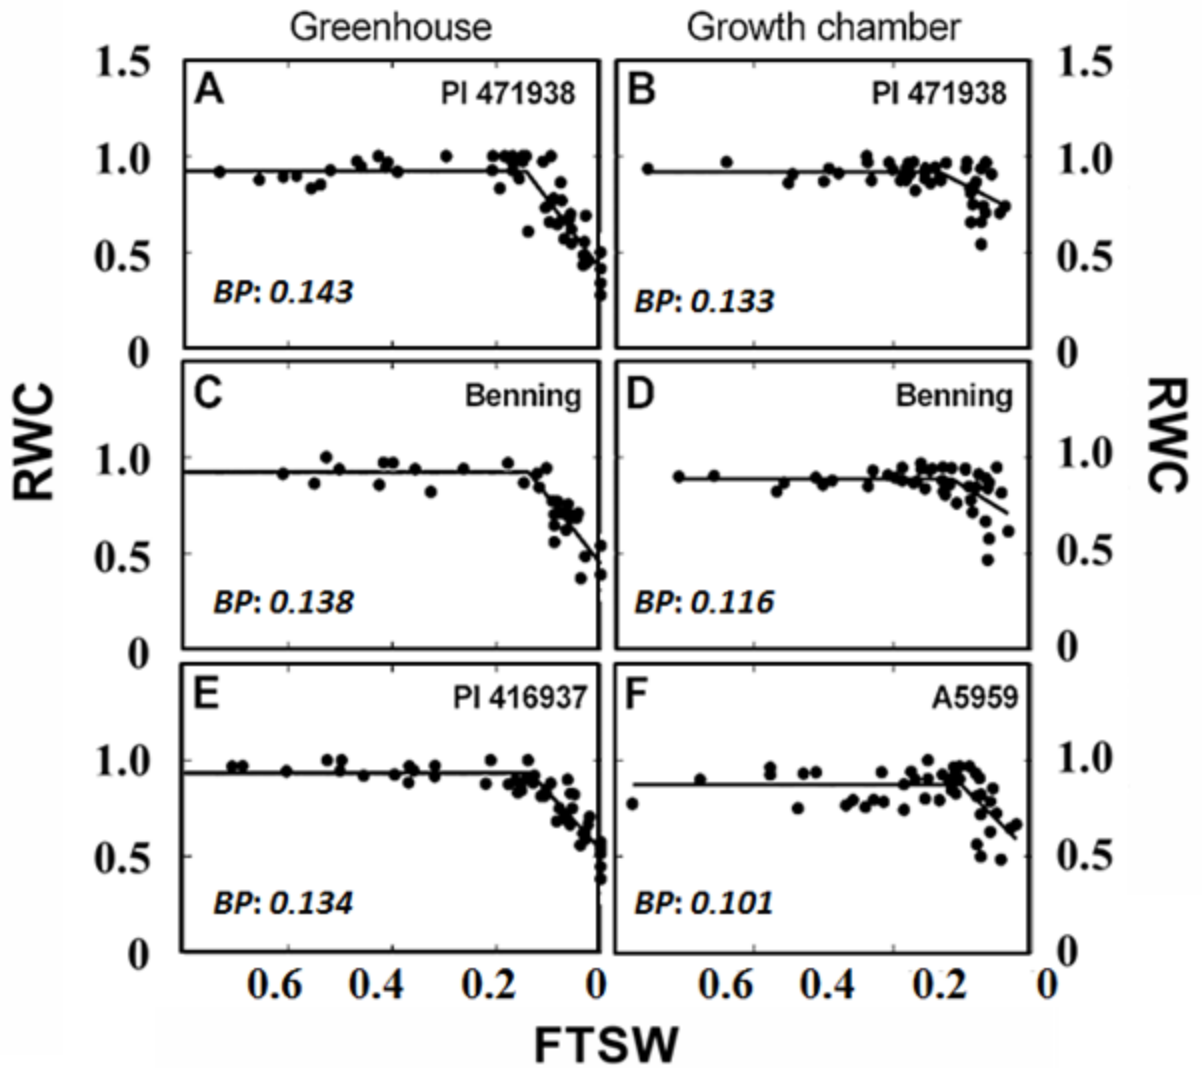 Greenhouse
Growth chamber
1.5
A
PI 471938
B
PI 471938
1.5
1.0
1.0
0.5
0.5
BP: 0.143
BP: 0.133
0
0
C
Benning
D
Benning
RWC
RWC
1.0
1.0
0.5
0.5
BP: 0.138
BP: 0.116
0
0
E
PI 416937
F
A5959
1.0
1.0
0.5
0.5
BP: 0.134
BP: 0.101
0
0
0.6 0.4 0.2 0
0.6 0.4 0.2 0
FTSW